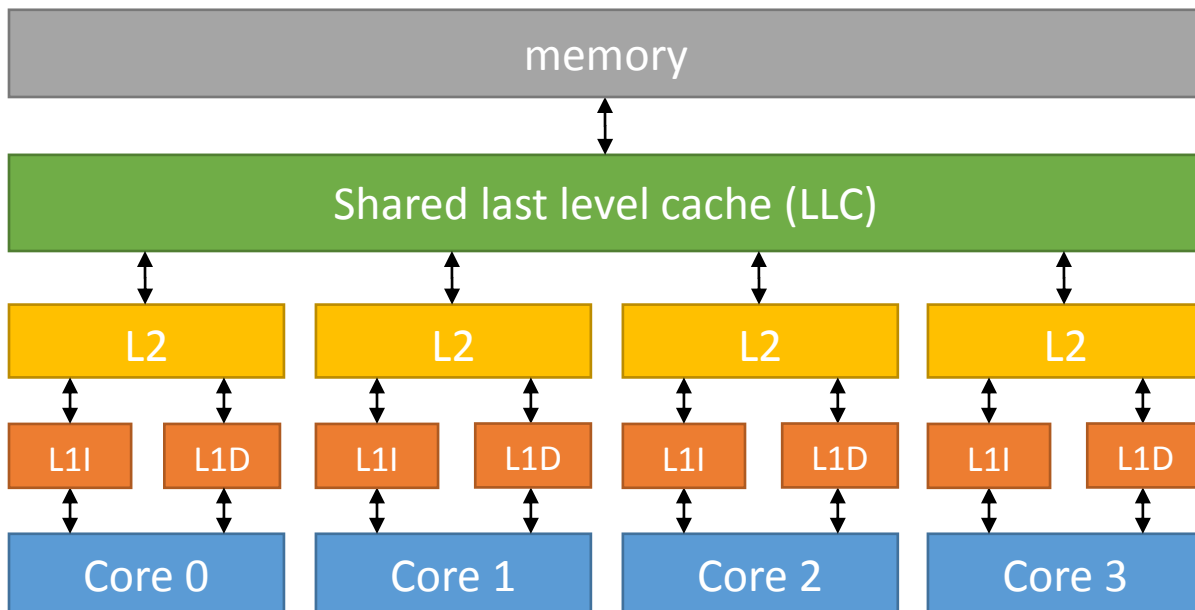 memory
Shared last level cache (LLC)
L2 L2 L2 L2
L1I L1D L1I L1D L1I L1D L1I L1D
Core 0 Core 1 Core 2 Core 3